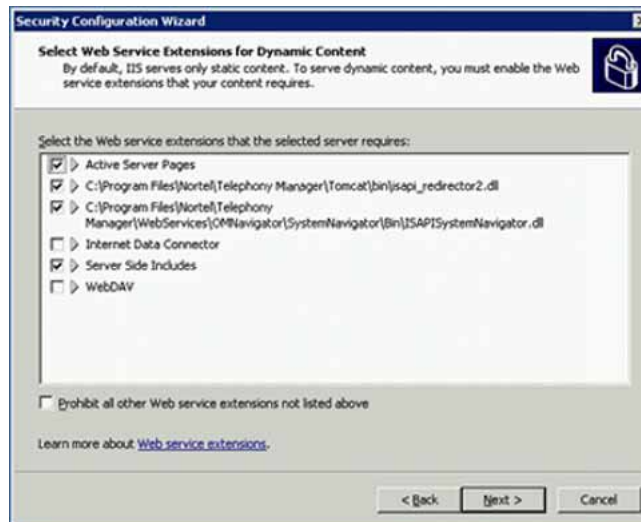 Security Configuration Wizard
Select Web Service Extensions for Dynamic Content
By default, IIS serves only static content. To serve dynamic content, you must enable the Web
service extensions that your content requires.
Select the Web service extensions that the selected server requires:
Active Server Pages
C:\Program Files\Nortel\Telephony Manager\Tomcat\bin\isapi_redirector2.dll
C:\Program Files\Nortel\Telephony
Manager\WebServices\OMNavigator\SystemNavigator\Bin\ISAPISystemNavigator.dll
Internet Data Connector
Server Side Includes
WebDAV
Prohibit all other Web service extensions not listed above
Learn more about Web service extensions.
< Back Next > Cancel